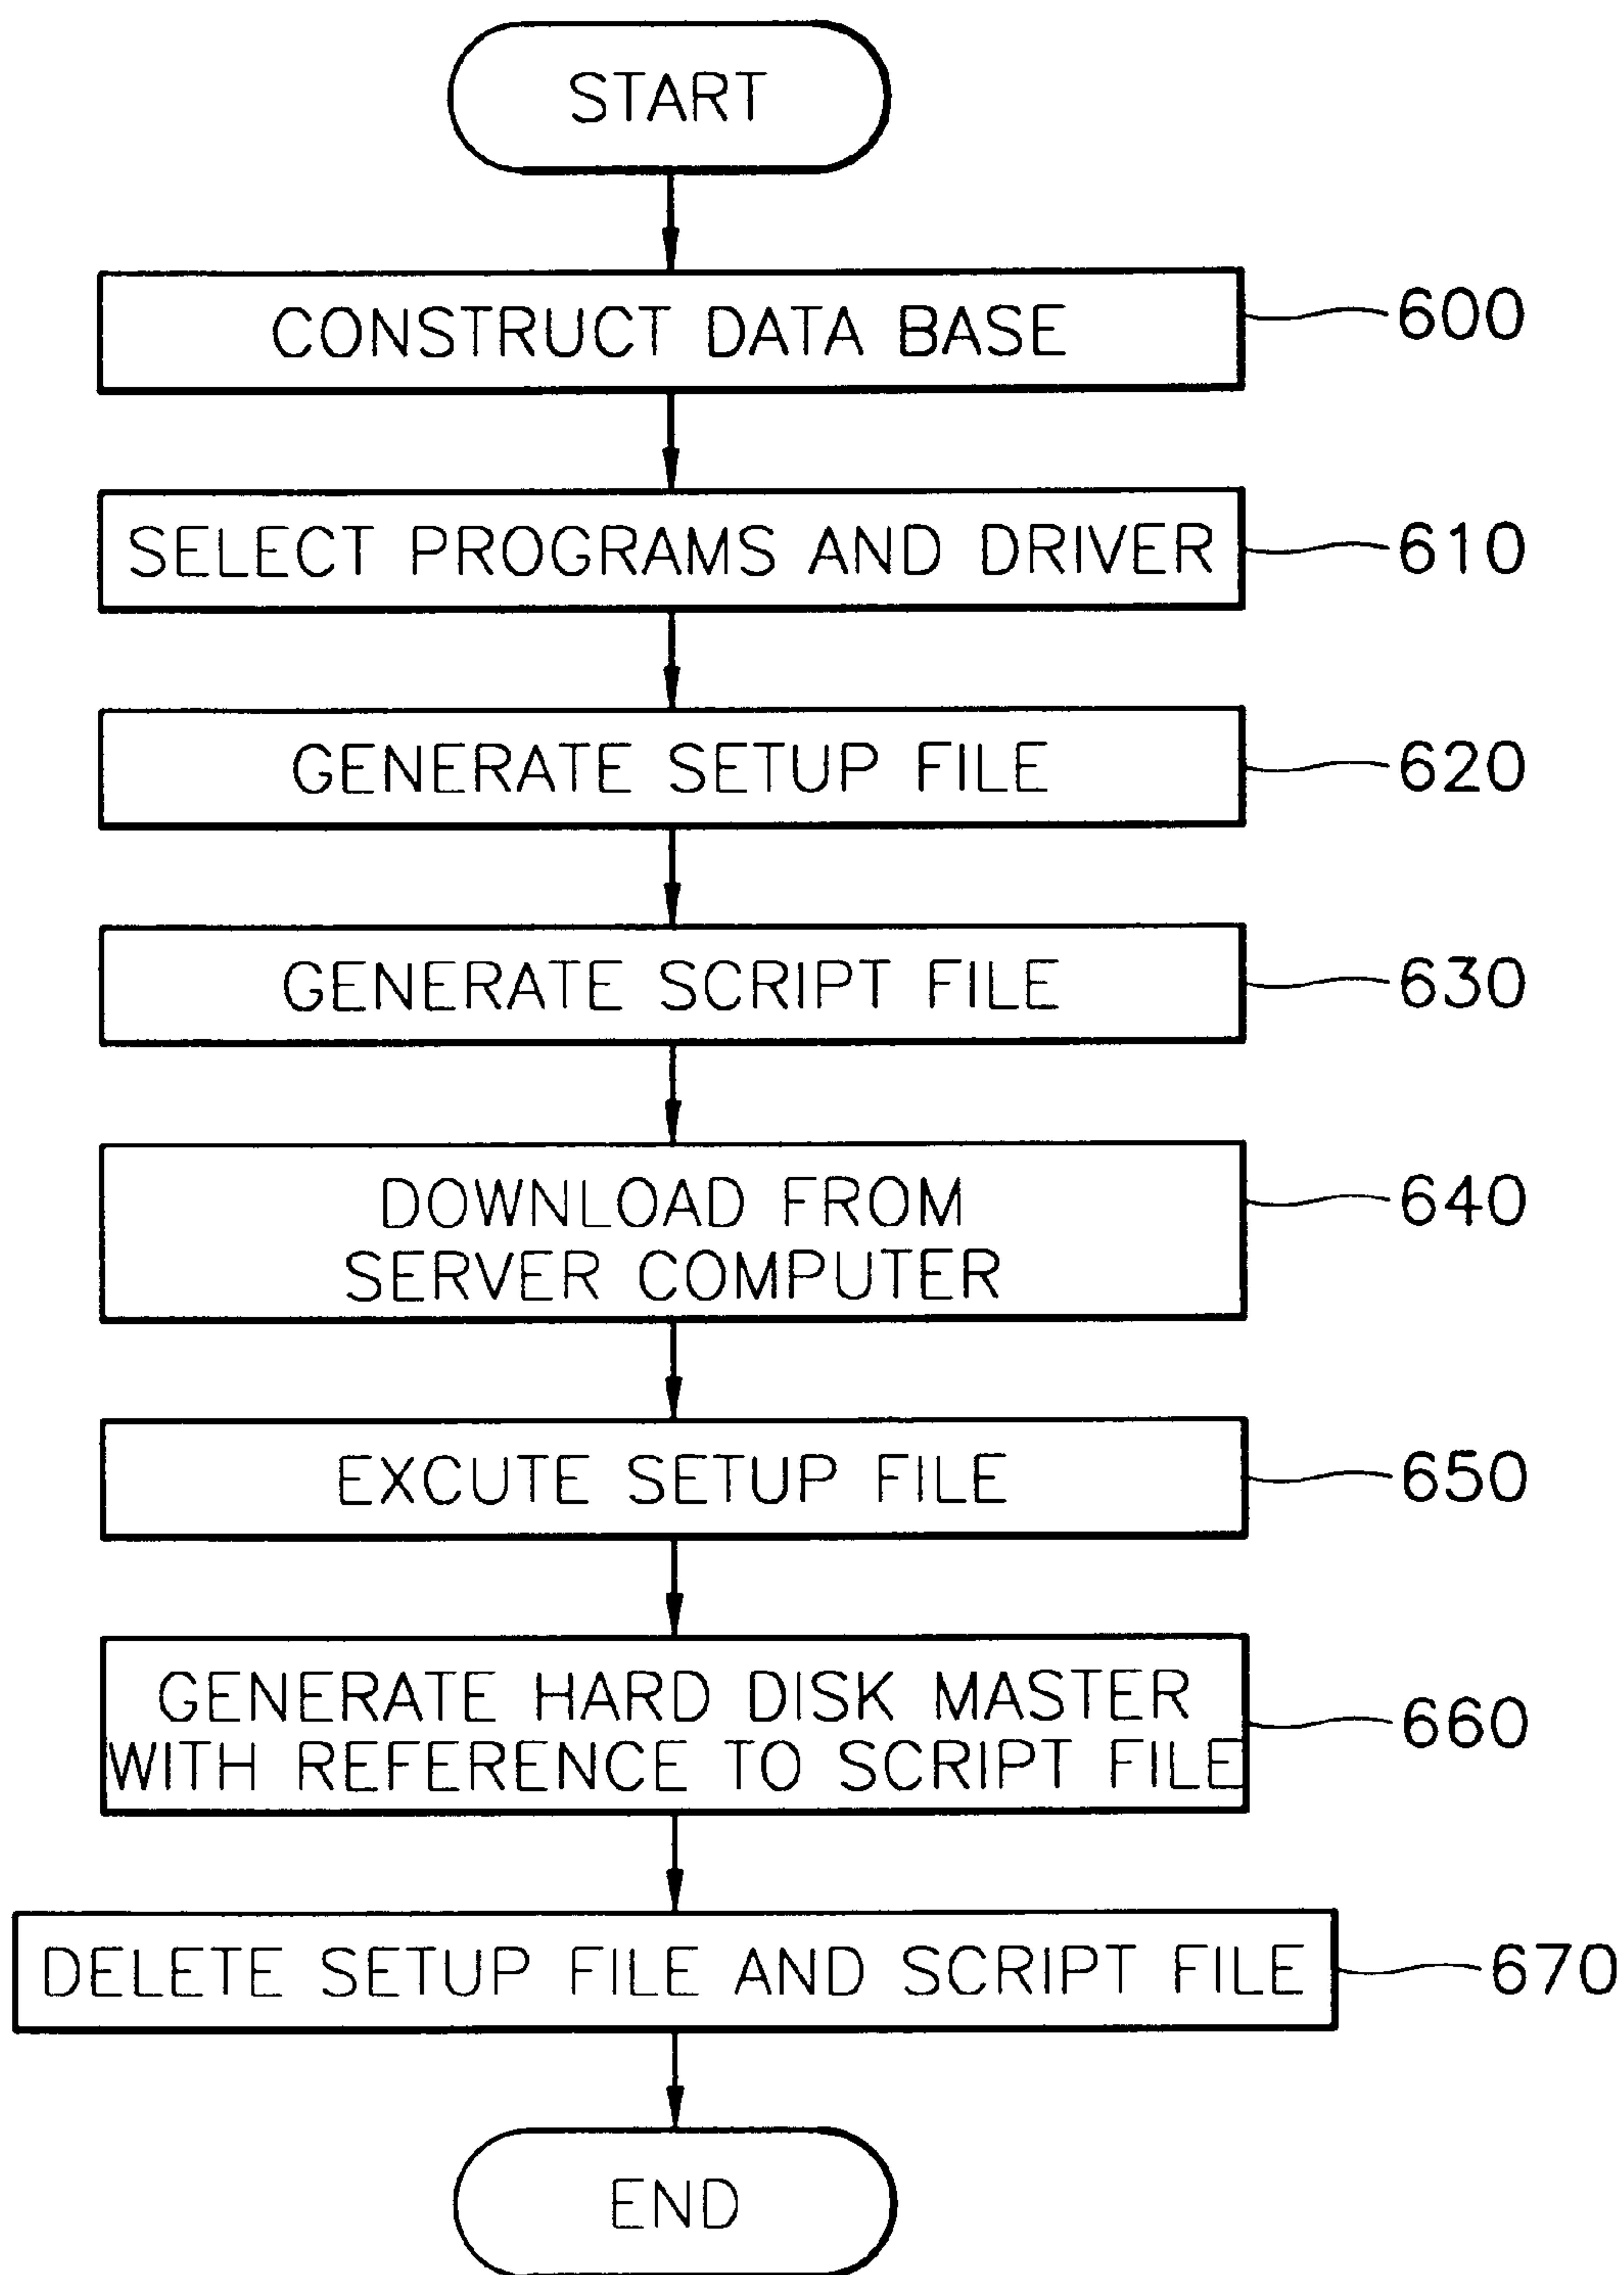 START
CONSTRUCT DATA BASE
600
SELECT PROGRAMS AND DRIVER
610
GENERATE SETUP FILE
620
GENERATE SCRIPT FILE
630
DOWNLOAD FROM
SERVER COMPUTER
640
EXCUTE SETUP FILE
650
GENERATE HARD DISK MASTER
WITH REFERENCE TO SCRIPT FILE
660
DELETE SETUP FILE AND SCRIPT FILE
670
END